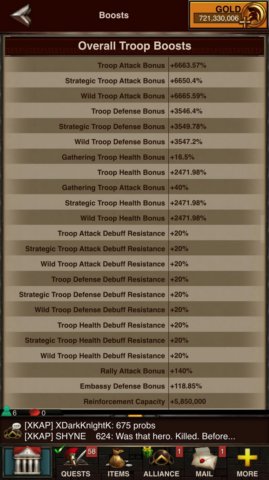 Boosts
GOLD
721,330,006
Overall Troop Boosts
Troop Attack Bonus +6663.57%
Strategic Troop Attack Bonus +6650.4%
Wild Troop Attack Bonus +6665.59%
Troop Defense Bonus +3546.4%
Strategic Troop Defense Bonus +3549.78%
Wild Troop Defense Bonus +3547.2%
Gathering Troop Health Bonus +16.5%
Troop Health Bonus +2471.98%
Gathering Troop Attack Bonus +40%
Strategic Troop Health Bonus +2471.98%
Wild Troop Health Bonus +2471.98%
Troop Attack Debuff Resistance +20%
Strategic Troop Attack Debuff Resistance +20%
Wild Troop Attack Debuff Resistance +20%
Troop Defense Debuff Resistance +20%
Strategic Troop Defense Debuff Resistance +20%
Wild Troop Defense Debuff Resistance +20%
Troop Health Debuff Resistance +20%
Strategic Troop Health Debuff Resistance +20%
Wild Troop Health Debuff Resistance +20%
Rally Attack Bonus +140%
Embassy Defense Bonus +118.85%
Reinforcement Capacity +5,850,000
6 0
[XKAP] XDarkKnightK: 675 probs
[XKAP] SHYNE 624: Was that hero. Killed. Before...
58 1 1
QUESTS ITEMS ALLIANCE MAIL MORE